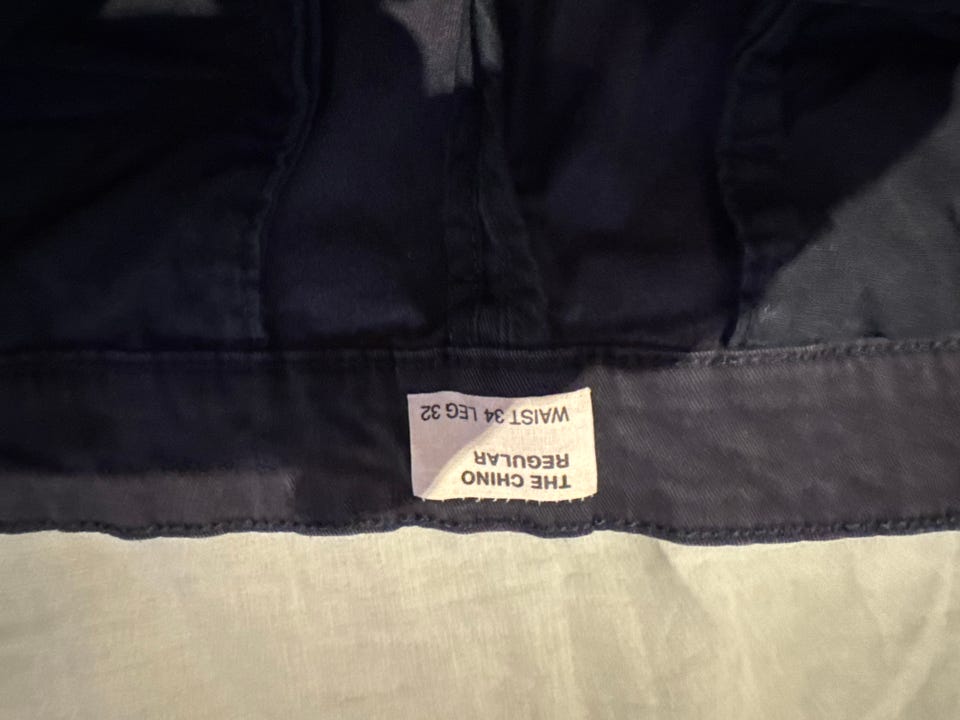 THE CHINO
REGULAR
WAIST 34 LEG 32